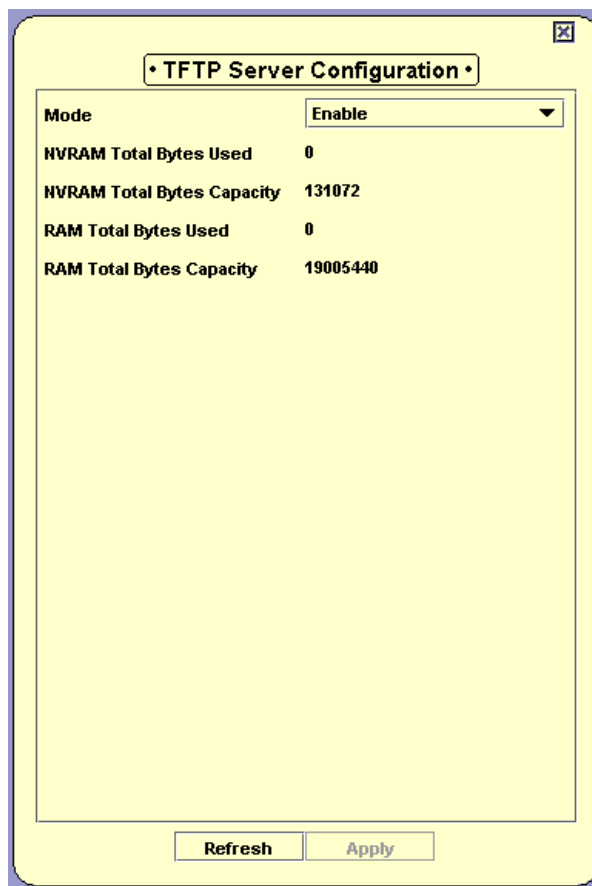 • TFTP Server Configuration •
Mode Enable
NVRAM Total Bytes Used 0
NVRAM Total Bytes Capacity 131072
RAM Total Bytes Used 0
RAM Total Bytes Capacity 19005440
Refresh Apply